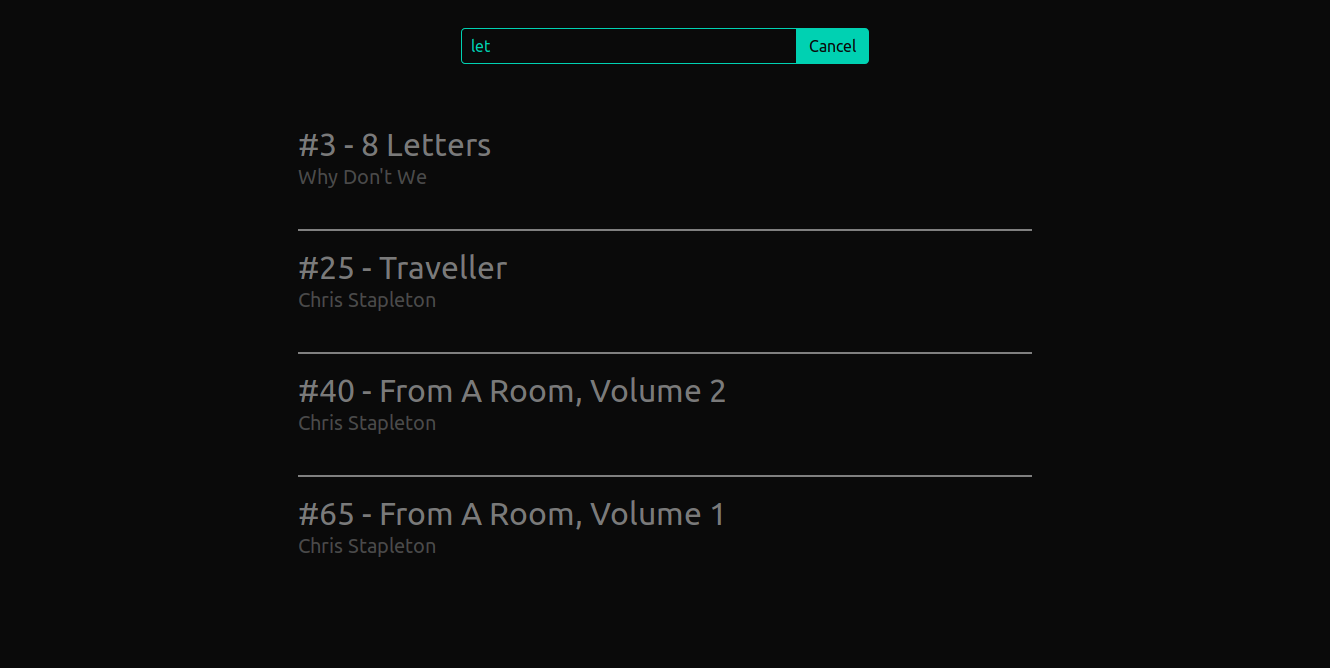 let Cancel
#3 - 8 Letters
Why Don't We
#25 - Traveller
Chris Stapleton
#40 - From A Room, Volume 2
Chris Stapleton
#65 - From A Room, Volume 1
Chris Stapleton